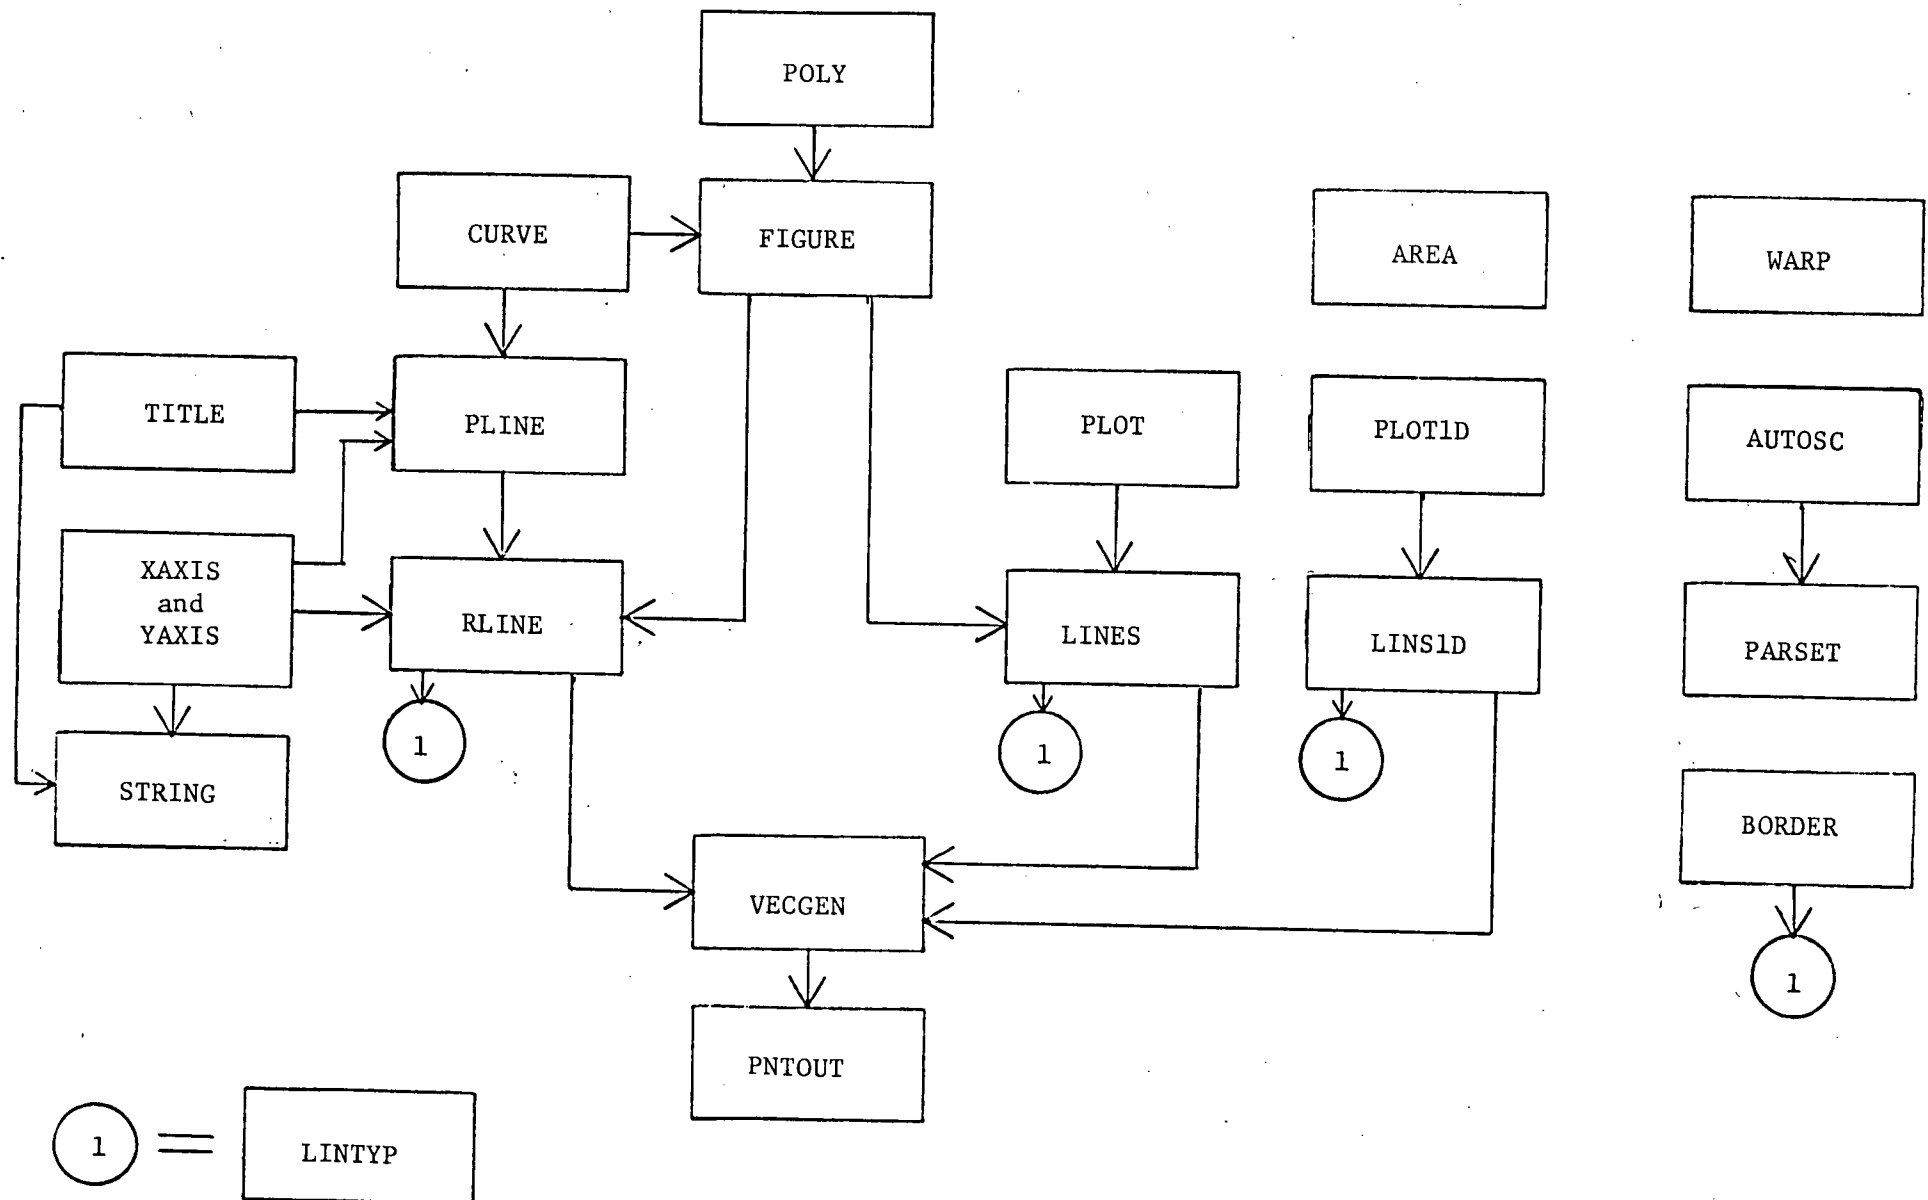 POLY
CURVE
FIGURE
AREA
WARP
TITLE
PLINE
PLOT
PLOT1D
AUTOSC
XAXIS
and
YAXIS
RLINE
LINES
LINS1D
PARSET
STRING
1
1
1
BORDER
VECGEN
1
PNTOUT
1
LINTYP